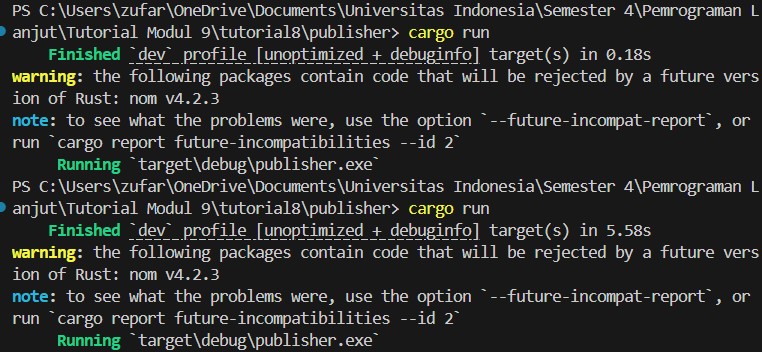 PS C:\Users\zufar\OneDrive\Documents\Universitas Indonesia\Semester 4\Pemrograman L
anjut\Tutorial Modul 9\tutorial8\publisher> cargo run
    Finished `dev` profile [unoptimized + debuginfo] target(s) in 0.18s
warning: the following packages contain code that will be rejected by a future vers
ion of Rust: nom v4.2.3
note: to see what the problems were, use the option `--future-incompat-report`, or
run `cargo report future-incompatibilities --id 2`
     Running `target\debug\publisher.exe`
PS C:\Users\zufar\OneDrive\Documents\Universitas Indonesia\Semester 4\Pemrograman L
anjut\Tutorial Modul 9\tutorial8\publisher> cargo run
    Finished `dev` profile [unoptimized + debuginfo] target(s) in 5.58s
warning: the following packages contain code that will be rejected by a future vers
ion of Rust: nom v4.2.3
note: to see what the problems were, use the option `--future-incompat-report`, or
run `cargo report future-incompatibilities --id 2`
     Running `target\debug\publisher.exe`